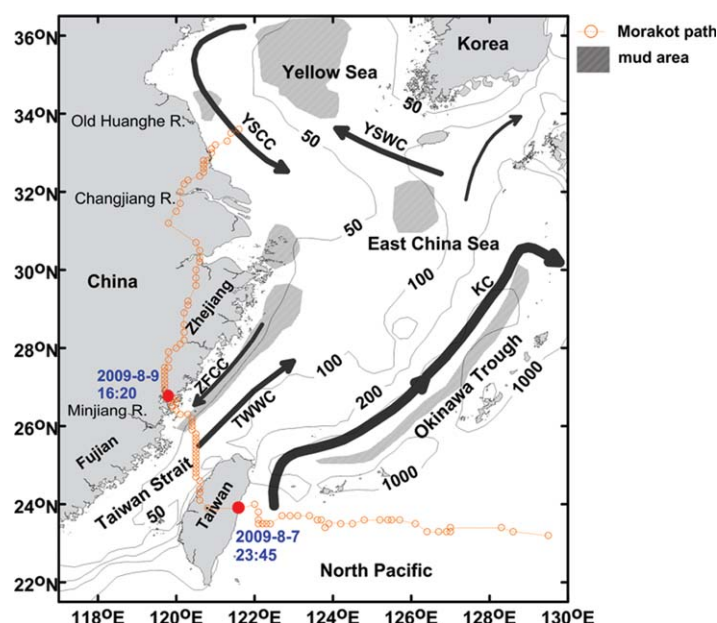 Morakot path
mud area
36°N
34°N
32°N
30°N
28°N
26°N
24°N
22°N
118°E
120°E
122°E
124°E
126°E
128°E
130°E
Korea
Yellow Sea
50
Old Huanghe R.
YSCC
50
YSWC
Changjiang R.
50
East China Sea
100
China
KC
Zhejiang
ZFCC
100
2009-8-9
16:20
1000
200
Okinawa Trough
Minjiang R.
TWWC
Fujian
Taiwan Strait
1000
50
Taiwan
2009-8-7
23:45
North Pacific